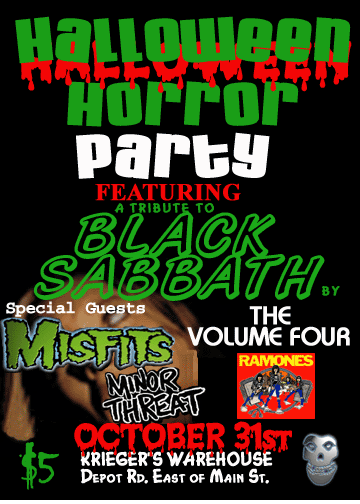 Halloween
HALLOWEEN
Horror
Party
FEATURING
A TRIBUTE TO
BLACK
SABBATH
BY
Special Guests
THE
VOLUME FOUR
MISFITS
RAMONES
MINOR
THREAT
OCTOBER 31ST
$5
KRIEGER'S WAREHOUSE
DEPOT RD. EAST OF MAIN ST.